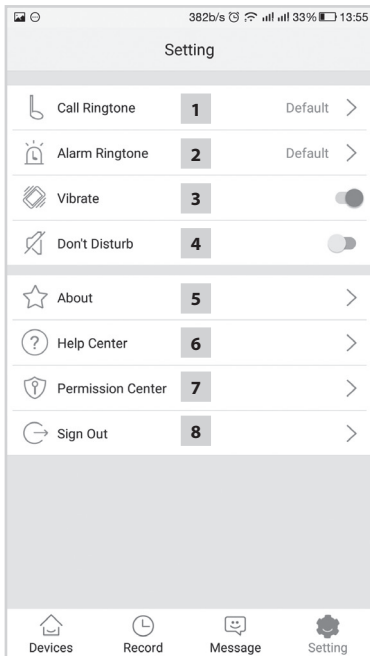 382b/s 33% 13:55
Setting
Call Ringtone 1 Default
Alarm Ringtone 2 Default
Vibrate 3
Don't Disturb 4
About 5
Help Center 6
Permission Center 7
Sign Out 8
Devices Record Message Setting